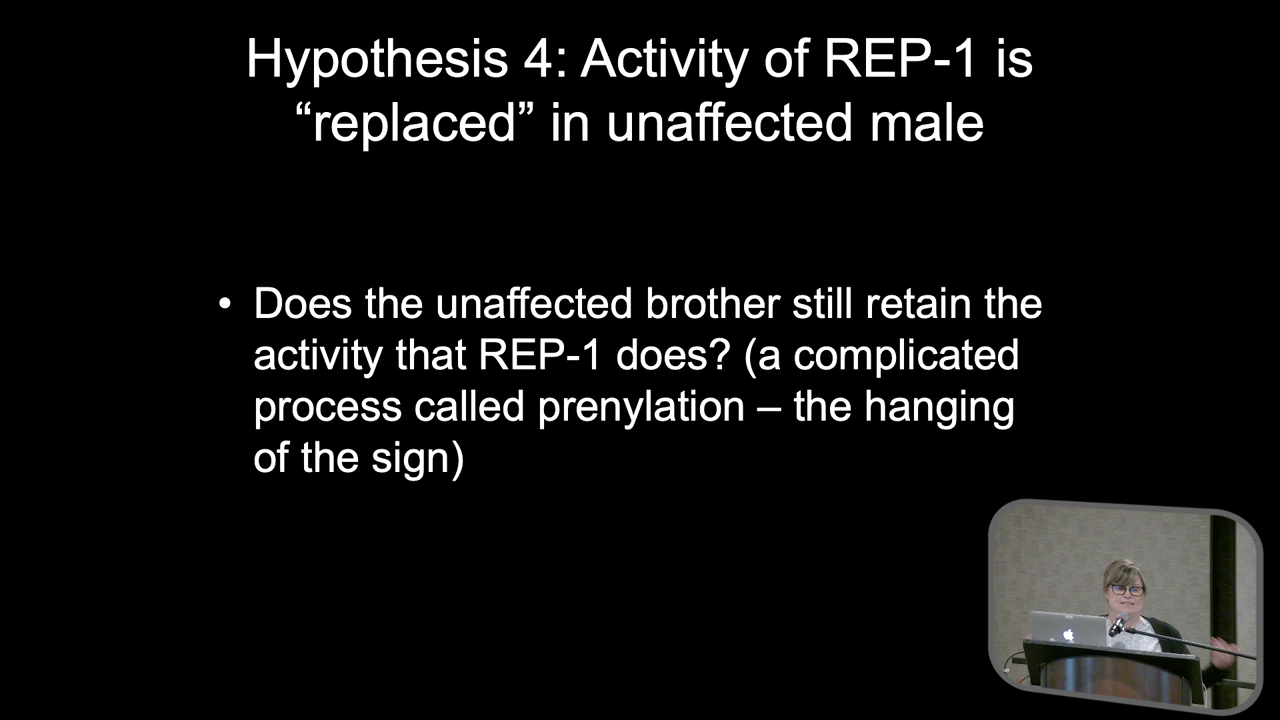 Hypothesis 4: Activity of REP-1 is
“replaced” in unaffected male
• Does the unaffected brother still retain the
activity that REP-1 does? (a complicated
process called prenylation – the hanging
of the sign)